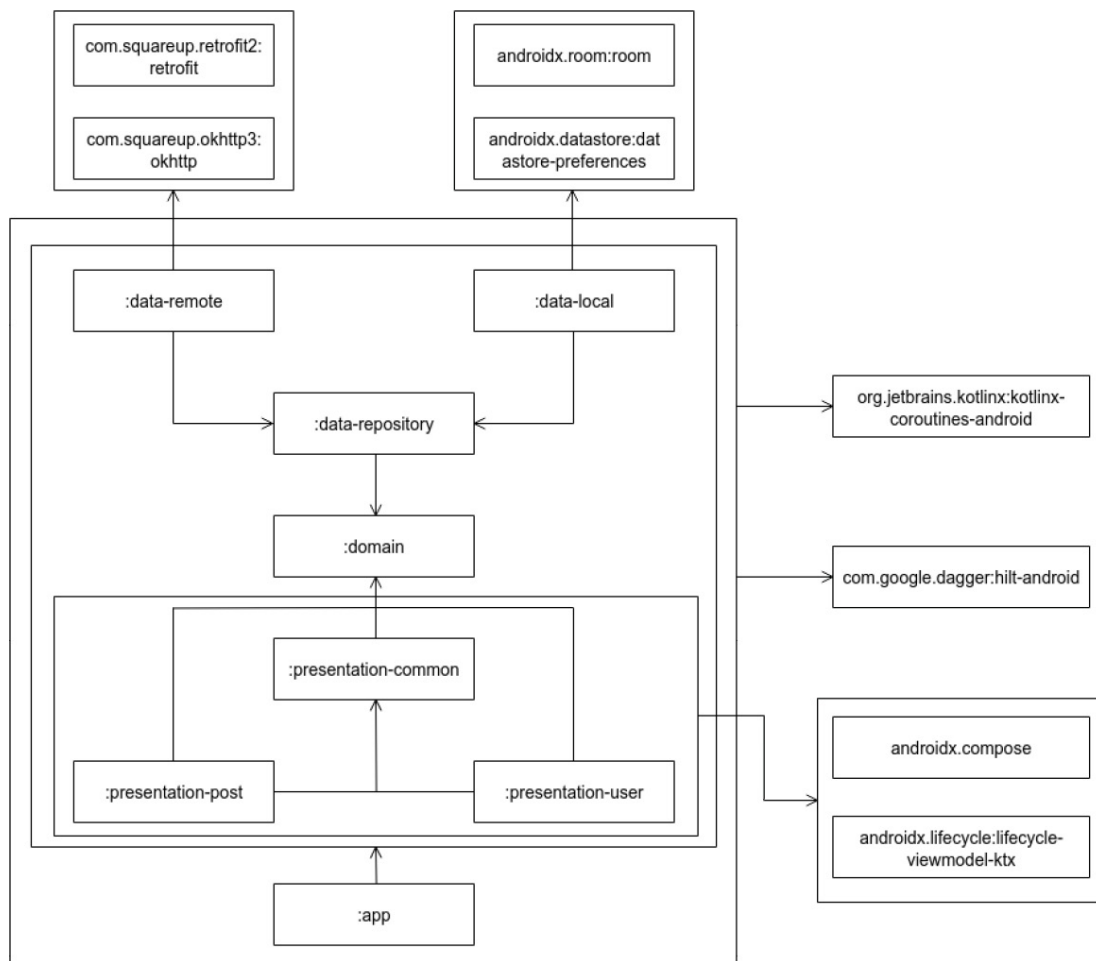 com.squareup.retrofit2:
retrofit
androidx.room:room
com.squareup.okhttp3:
okhttp
androidx.datastore:dat
astore-preferences
:data-remote
:data-local
:data-repository
org.jetbrains.kotlinx:kotlinx-
coroutines-android
:domain
com.google.dagger:hilt-android
:presentation-common
androidx.compose
:presentation-post
:presentation-user
androidx.lifecycle:lifecycle-
viewmodel-ktx
:app